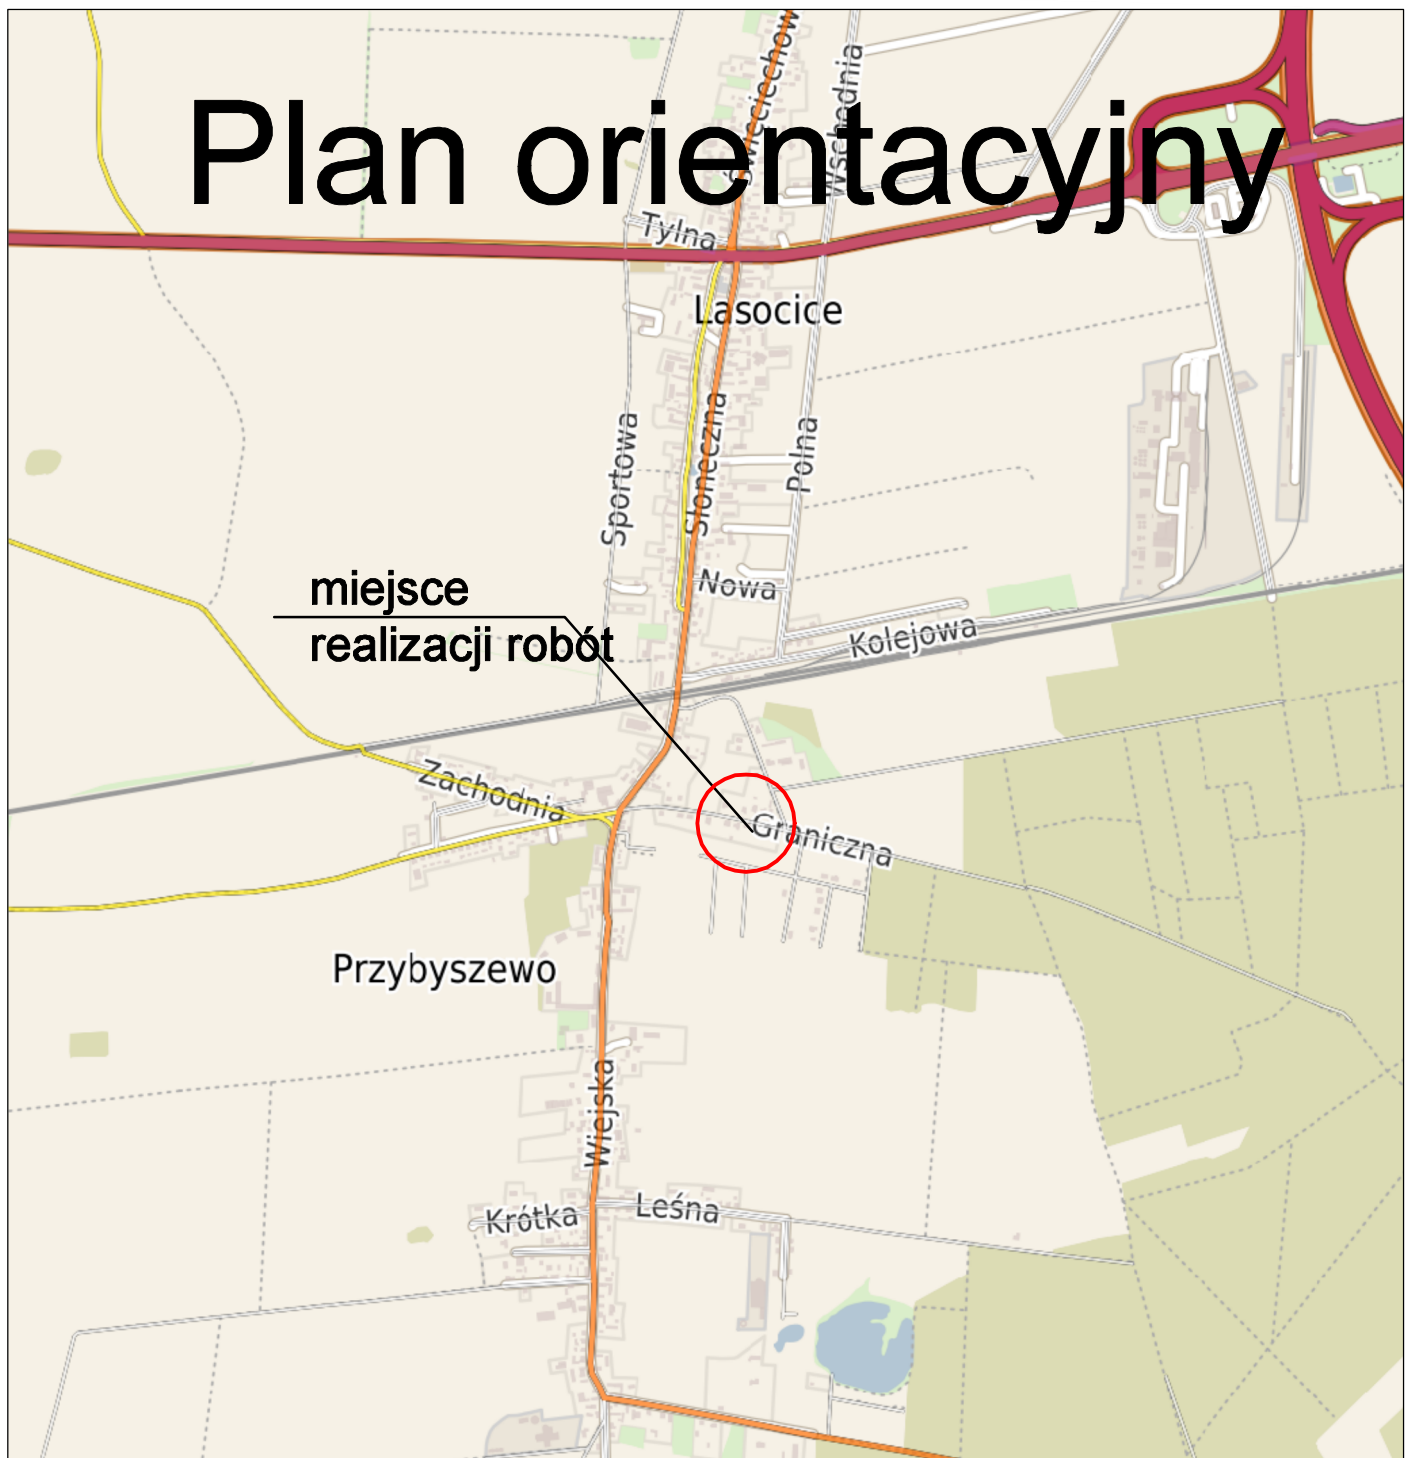 Plan orientacyjny
Wschodnia
Tylna
Lasocice
Słoneczna
Sportowa
Polna
Nowa
miejsce
realizacji robót
Kolejowa
Zachodnia
Graniczna
Przybyszewo
Wiejska
Krótka
Leśna